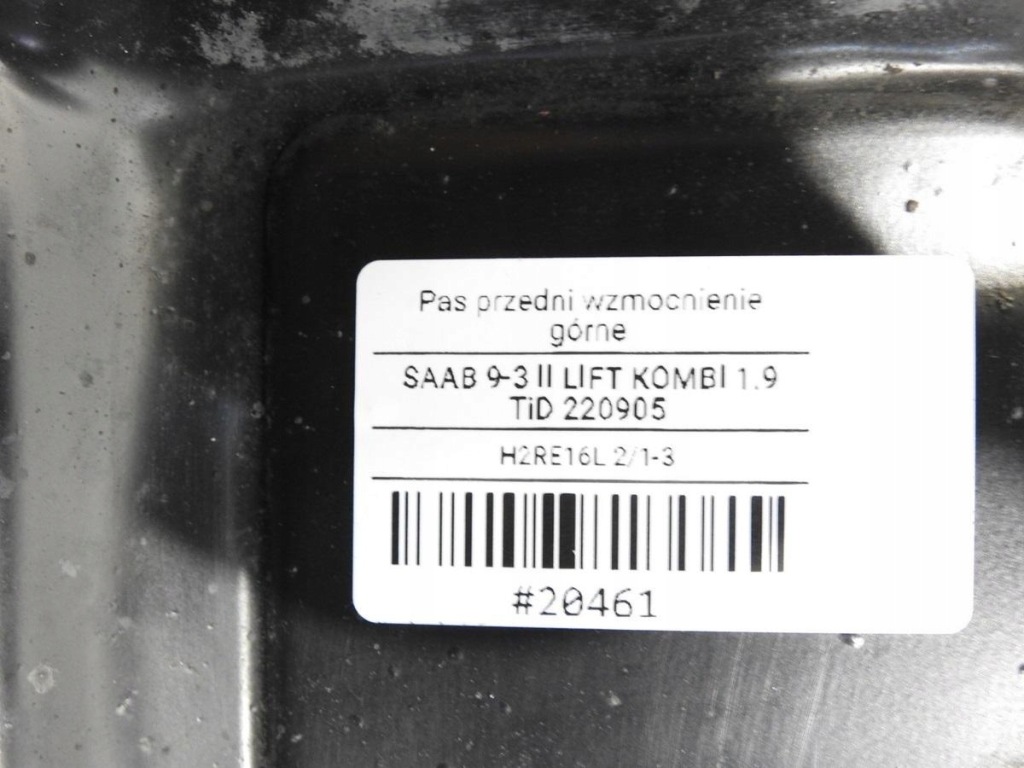 Pas przedni wzmocnienie
górne
SAAB 9-3 II LIFT KOMBI 1.9
TiD 220905
H2RE16L 2/1-3
#20461